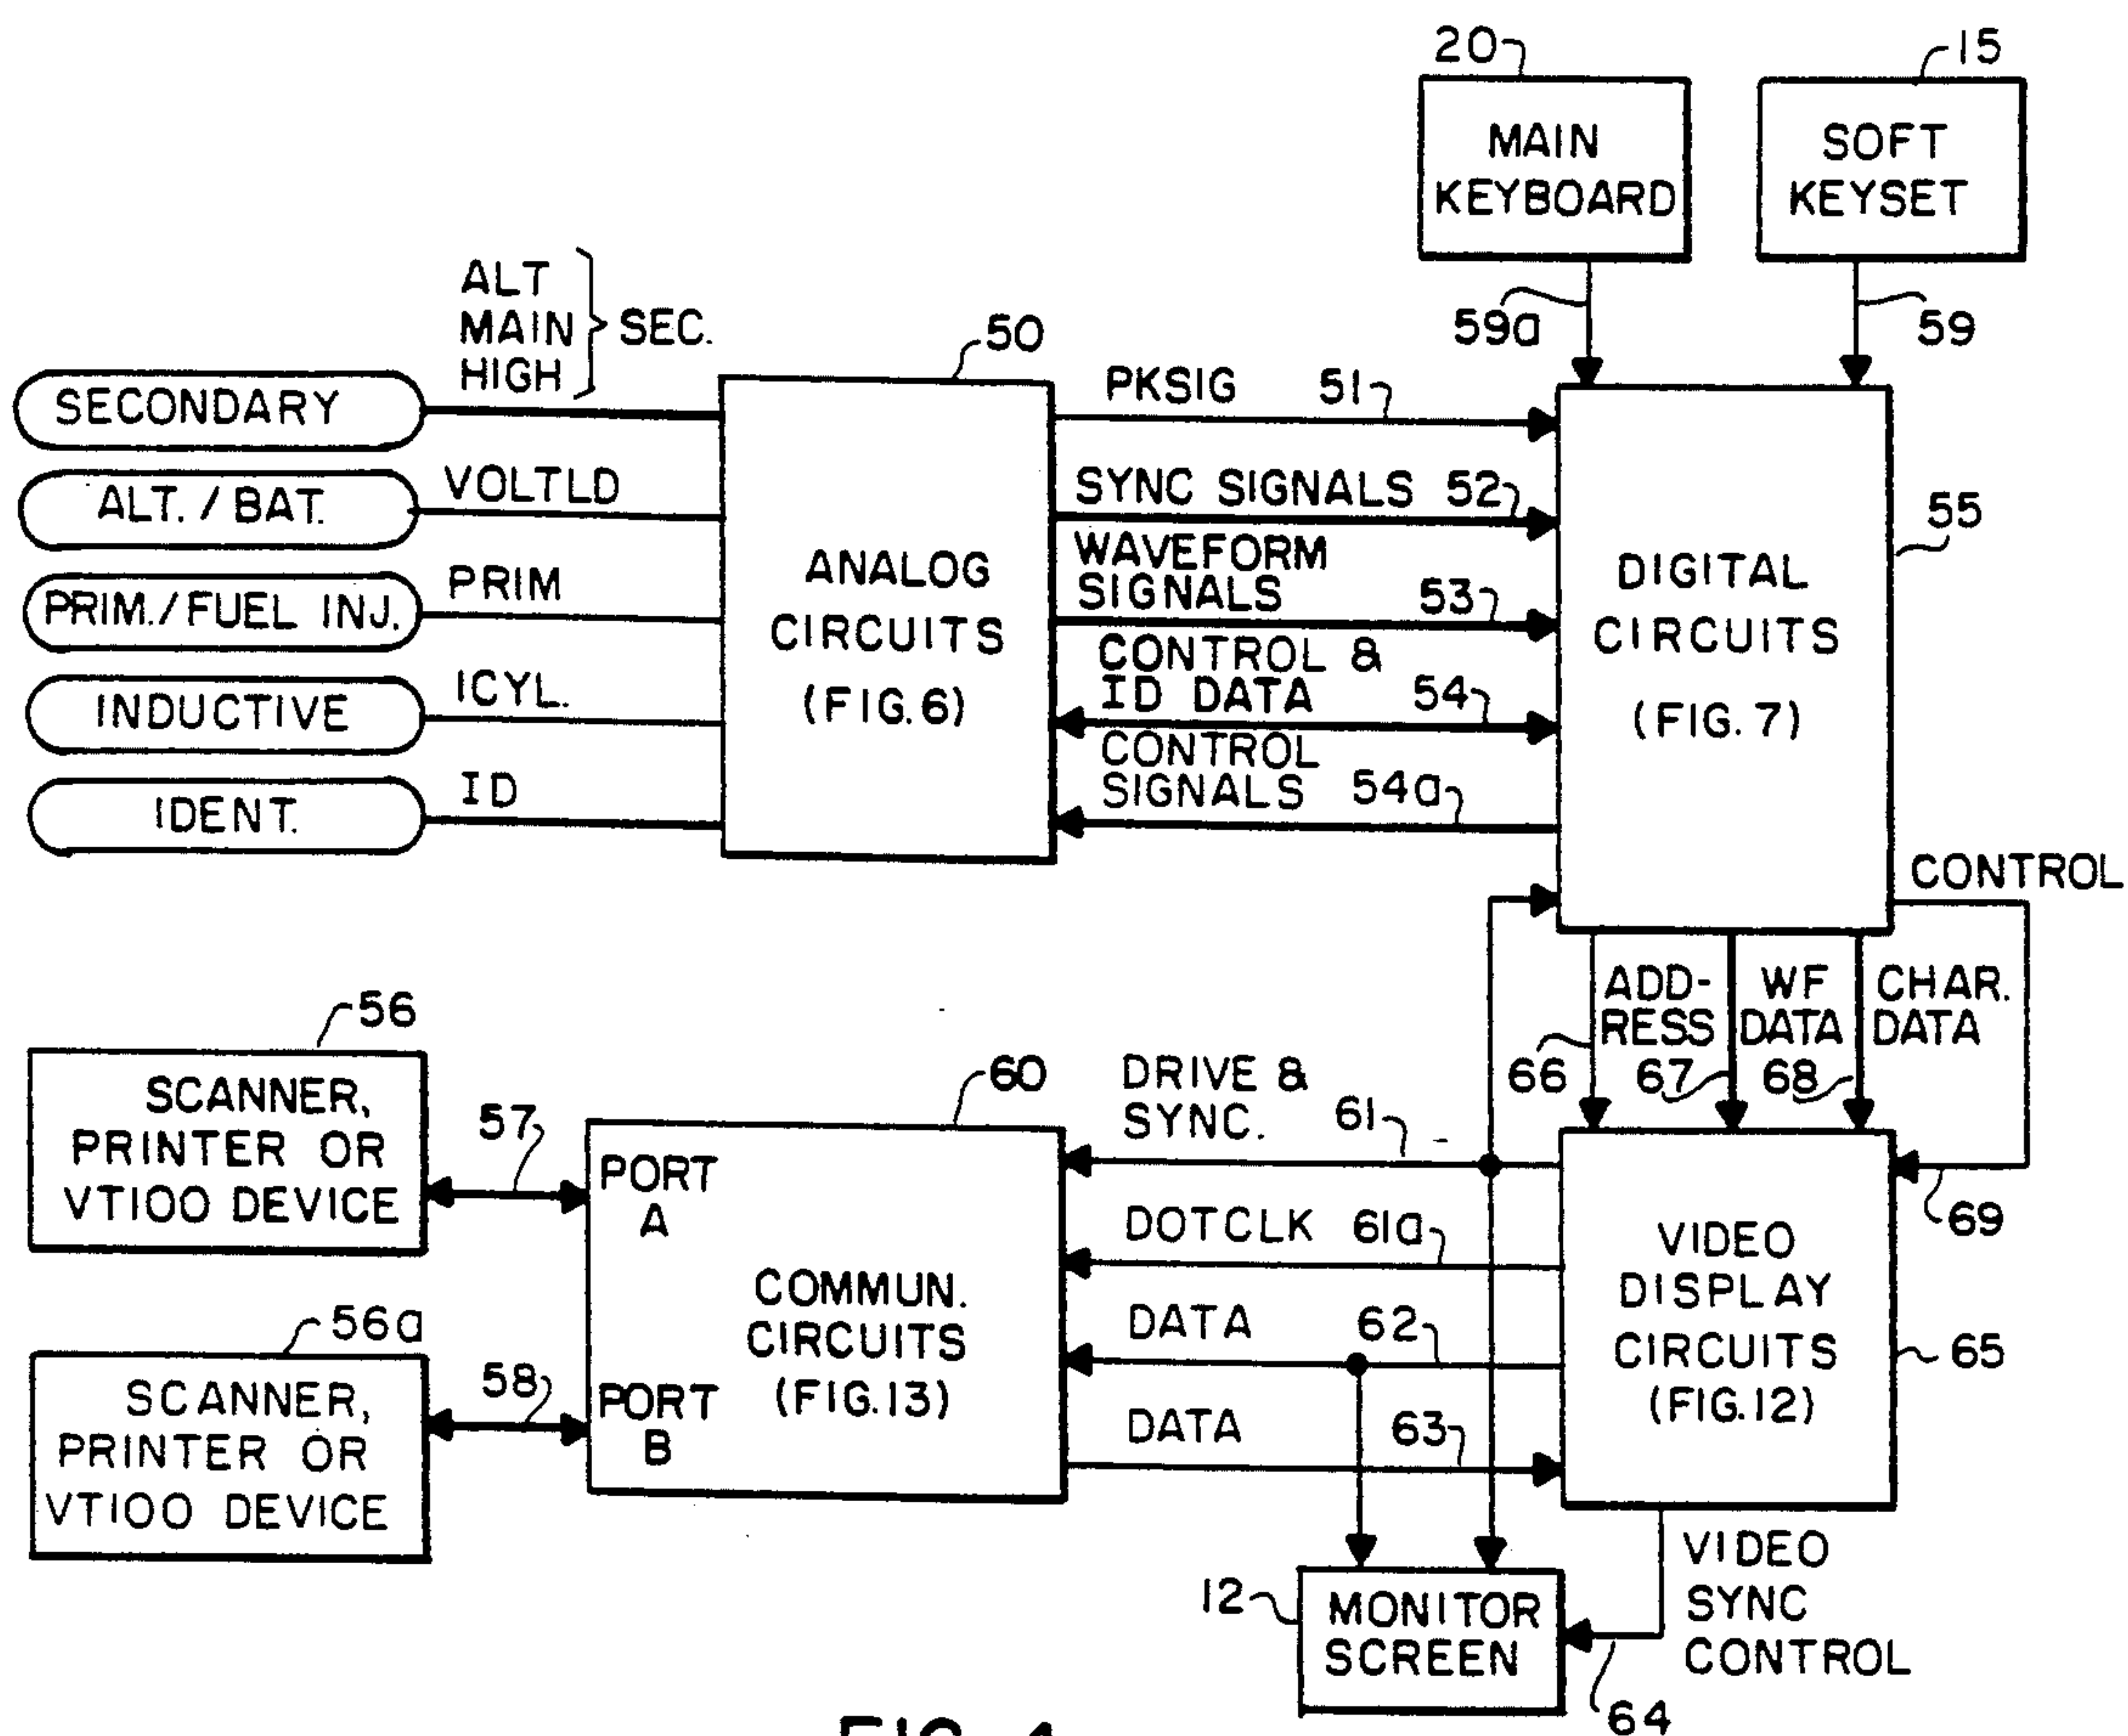 20
15
MAIN
KEYBOARD
SOFT
KEYSET
59a
59
ALT
MAIN
HIGH
SEC.
SECONDARY
ALT. / BAT.
VOLTLD
PRIM./FUEL INJ.
PRIM
INDUCTIVE
ICYL.
IDENT.
ID
50
ANALOG
CIRCUITS
(FIG. 6)
PKSIG 51
SYNC SIGNALS 52
WAVEFORM
SIGNALS 53
CONTROL &
ID DATA 54
CONTROL
SIGNALS 54a
55
DIGITAL
CIRCUITS
(FIG. 7)
CONTROL
ADD-
RESS
66
WF
DATA
67
CHAR.
DATA
68
69
56
SCANNER,
PRINTER OR
VT100 DEVICE
57
56a
SCANNER,
PRINTER OR
VT100 DEVICE
58
60
PORT
A
COMMUN.
CIRCUITS
(FIG. 13)
PORT
B
DRIVE &
SYNC. 61
DOTCLK 61a
DATA 62
DATA 63
VIDEO
DISPLAY
CIRCUITS
(FIG. 12)
65
12
MONITOR
SCREEN
VIDEO
SYNC
CONTROL
64